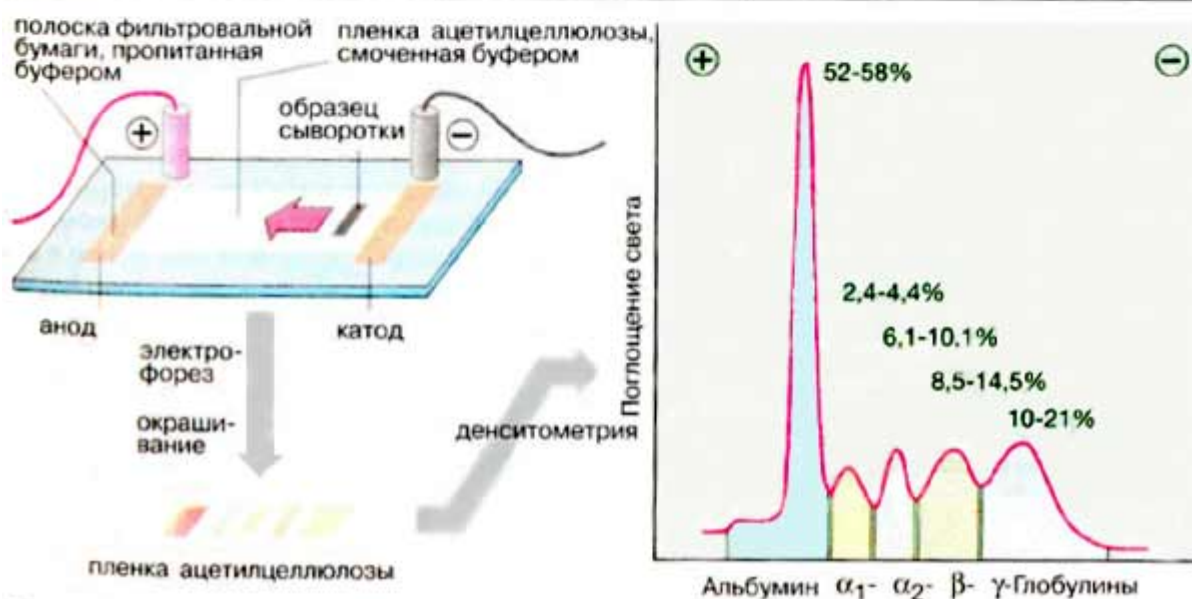 полоска фильтровальной
бумаги, пропитанная
буфером
пленка ацетилцеллюлозы,
смоченная буфером
образец
сыворотки
+
−
анод
катод
электро-
форез
окраши-
вание
денситометрия
пленка ацетилцеллюлозы
+
−
52-58%
2,4-4,4%
6,1-10.1%
8,5-14,5%
10-21%
Поглощение света
Альбумин α₁- α₂- β- γ-Глобулины